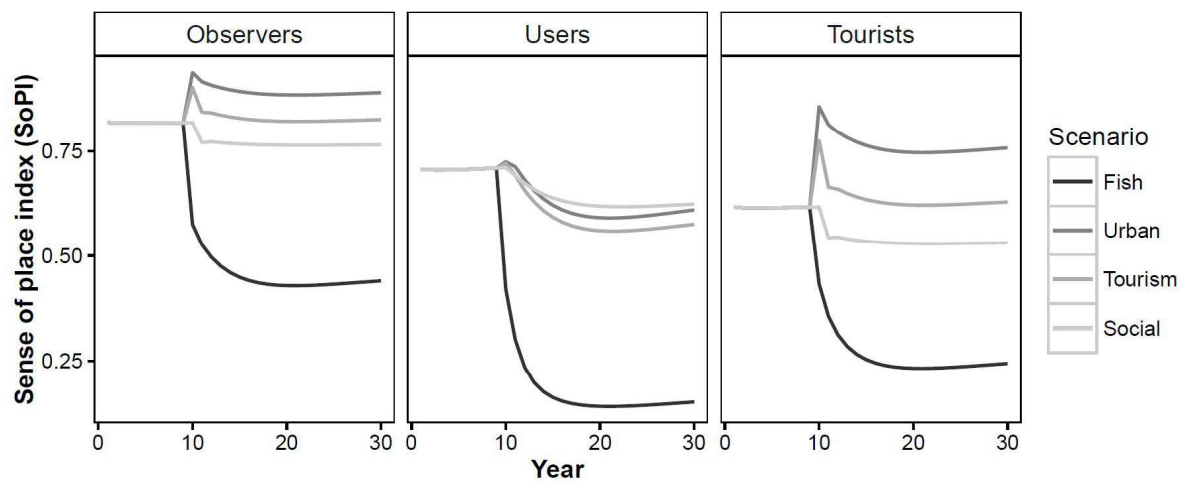 Observers
Users
Tourists
Sense of place index (SoPI)
0.75
0.50
0.25
0 10 20 30
0 10 20 30
0 10 20 30
Year
Scenario
Fish
Urban
Tourism
Social